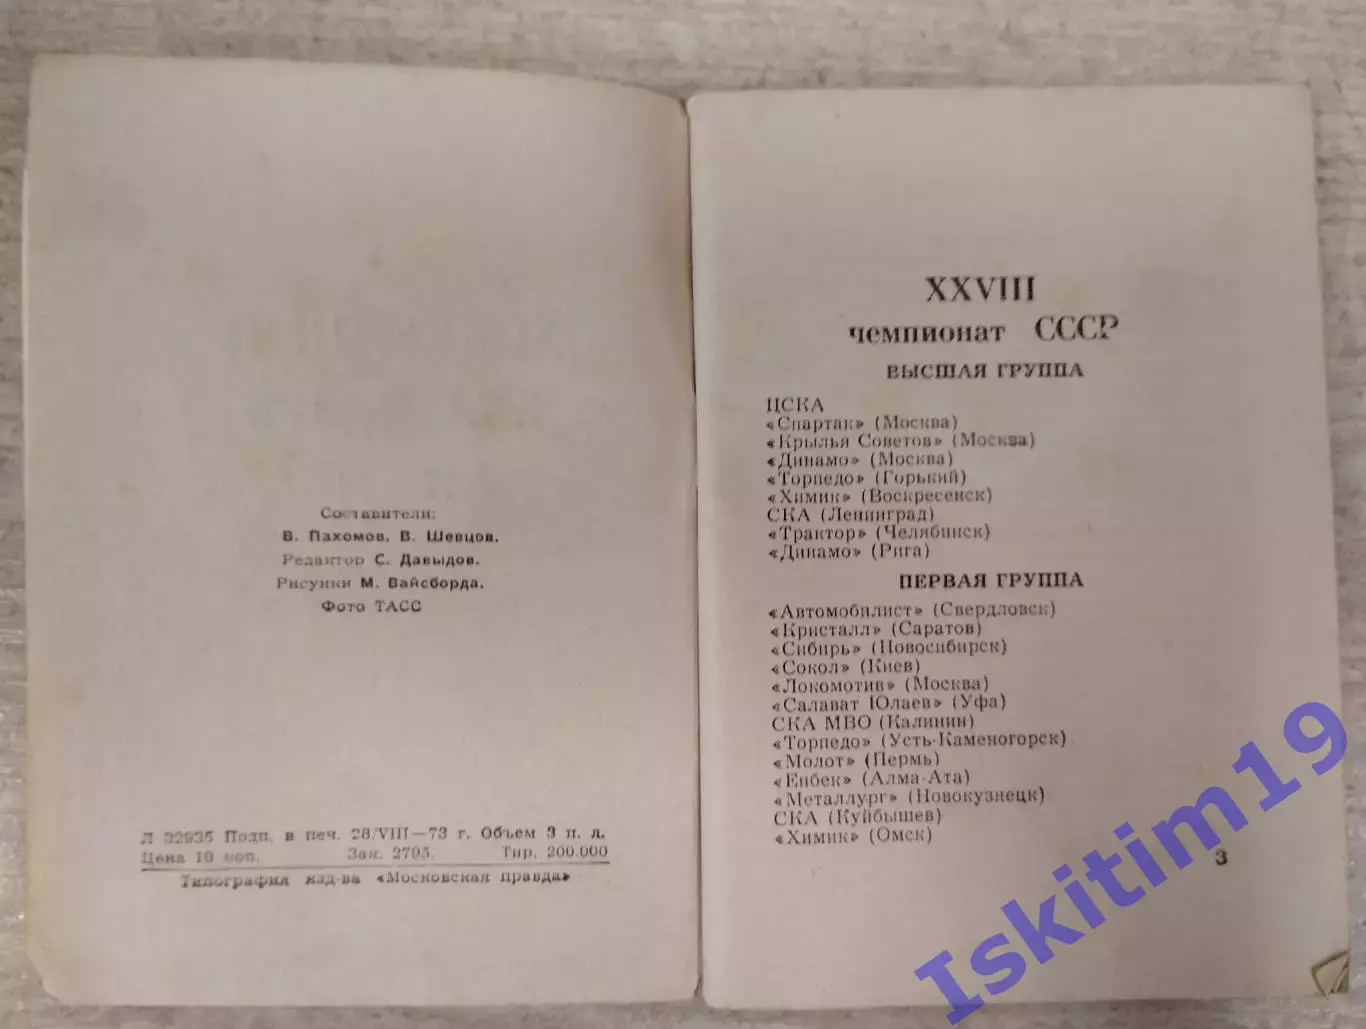 Составители:
В. Пахомов, В. Шевцов.
Редактор С. Давыдов.
Рисунки М. Вайсборда.
Фото ТАСС
Л 32935 Подп. в печ. 28/VIII—73 г. Объем 3 п. л.
Цена 10 коп. Зак. 2705. Тир. 200.000
Типография изд-ва «Московская правда»
XXVIII
чемпионат СССР
ВЫСШАЯ ГРУППА
ЦСКА
«Спартак» (Москва)
«Крылья Советов» (Москва)
«Динамо» (Москва)
«Торпедо» (Горький)
«Химик» (Воскресенск)
СКА (Ленинград)
«Трактор» (Челябинск)
«Динамо» (Рига)
ПЕРВАЯ ГРУППА
«Автомобилист» (Свердловск)
«Кристалл» (Саратов)
«Сибирь» (Новосибирск)
«Сокол» (Киев)
«Локомотив» (Москва)
«Салават Юлаев» (Уфа)
СКА МВО (Калинин)
«Торпедо» (Усть-Каменогорск)
«Молот» (Пермь)
«Енбек» (Алма-Ата)
«Металлург» (Новокузнецк)
СКА (Куйбышев)
«Химик» (Омск)
3
Iskitim19